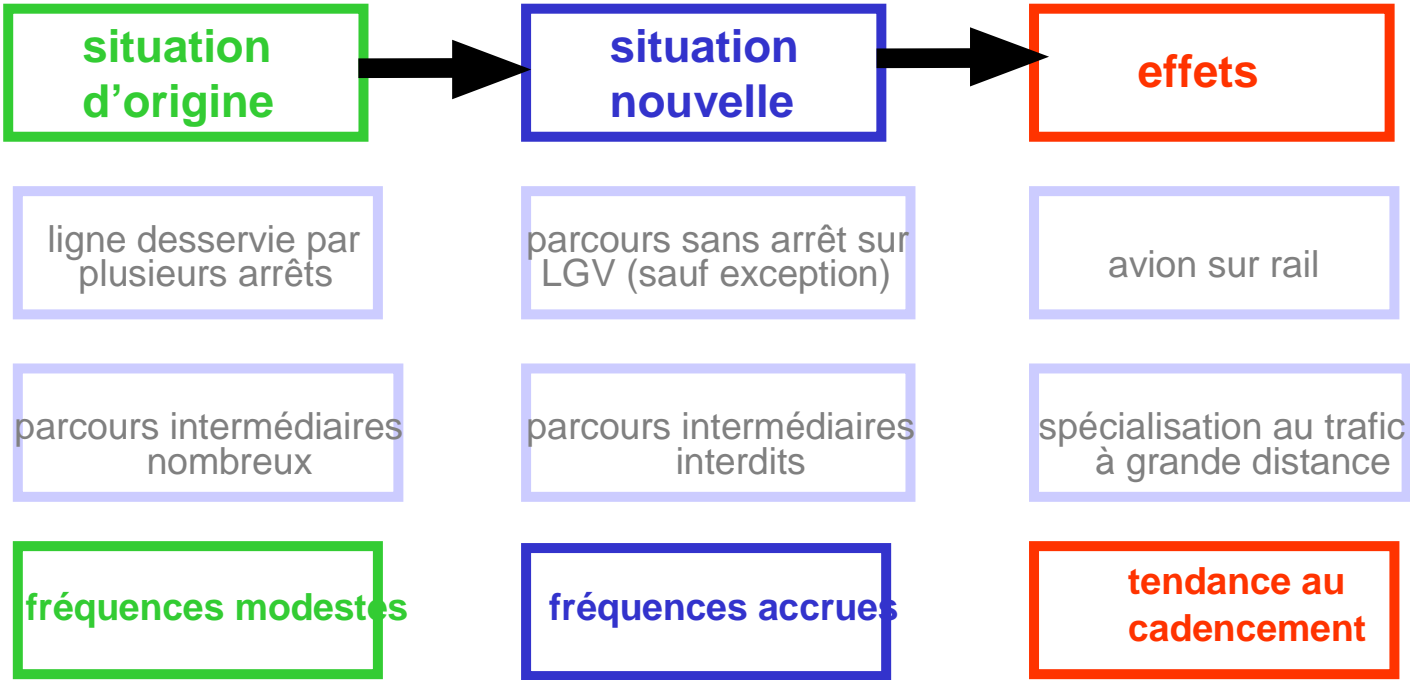 situation
d'origine
situation
nouvelle
effets
ligne desservie par
plusieurs arrêts
parcours sans arrêt sur
LGV (sauf exception)
avion sur rail
parcours intermédiaires
nombreux
parcours intermédiaires
interdits
spécialisation au trafic
à grande distance
fréquences modestes
fréquences accrues
tendance au
cadencement